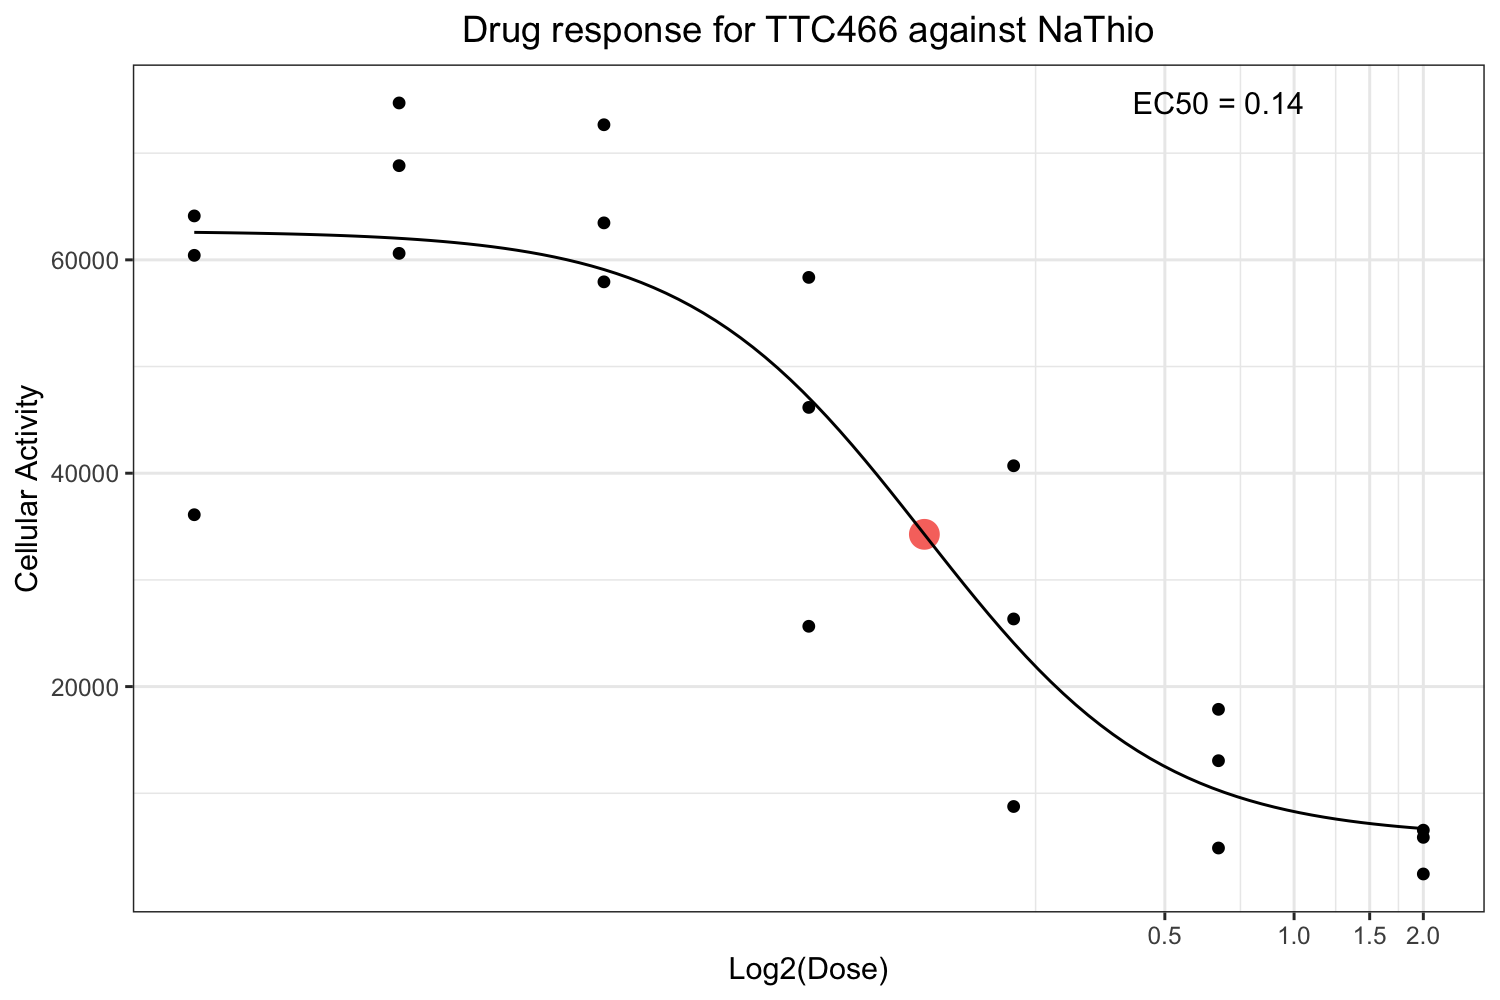 Drug response for TTC466 against NaThio
EC50 = 0.14
Cellular Activity
60000
40000
20000
0.5 1.0 1.5 2.0
Log2(Dose)